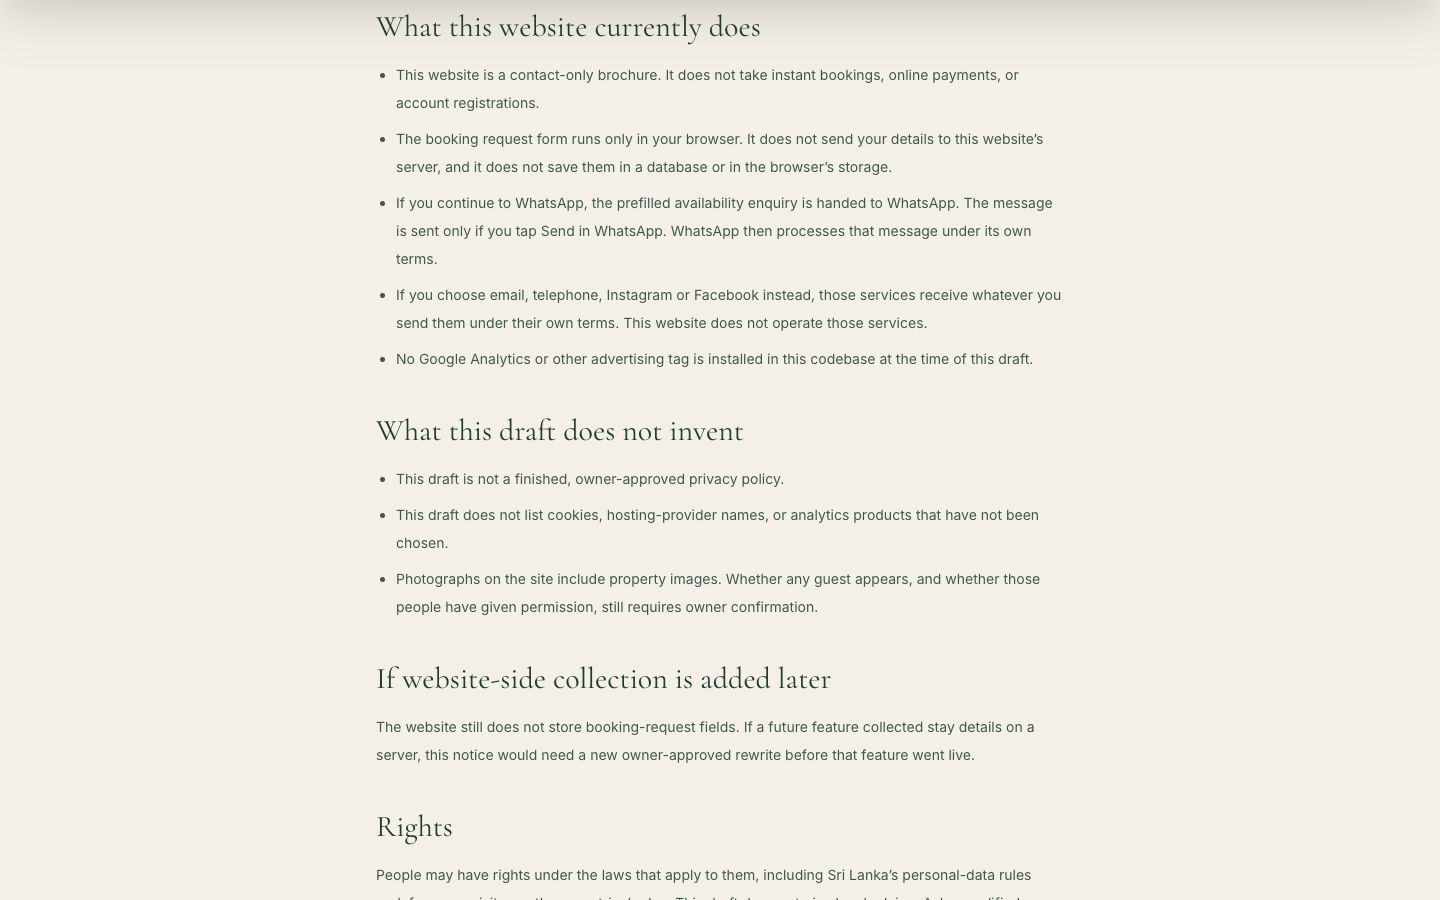 What this website currently does
This website is a contact-only brochure. It does not take instant bookings, online payments, or
account registrations.
The booking request form runs only in your browser. It does not send your details to this website’s
server, and it does not save them in a database or in the browser’s storage.
If you continue to WhatsApp, the prefilled availability enquiry is handed to WhatsApp. The message
is sent only if you tap Send in WhatsApp. WhatsApp then processes that message under its own
terms.
If you choose email, telephone, Instagram or Facebook instead, those services receive whatever you
send them under their own terms. This website does not operate those services.
No Google Analytics or other advertising tag is installed in this codebase at the time of this draft.
What this draft does not invent
This draft is not a finished, owner-approved privacy policy.
This draft does not list cookies, hosting-provider names, or analytics products that have not been
chosen.
Photographs on the site include property images. Whether any guest appears, and whether those
people have given permission, still requires owner confirmation.
If website-side collection is added later
The website still does not store booking-request fields. If a future feature collected stay details on a
server, this notice would need a new owner-approved rewrite before that feature went live.
Rights
People may have rights under the laws that apply to them, including Sri Lanka’s personal-data rules